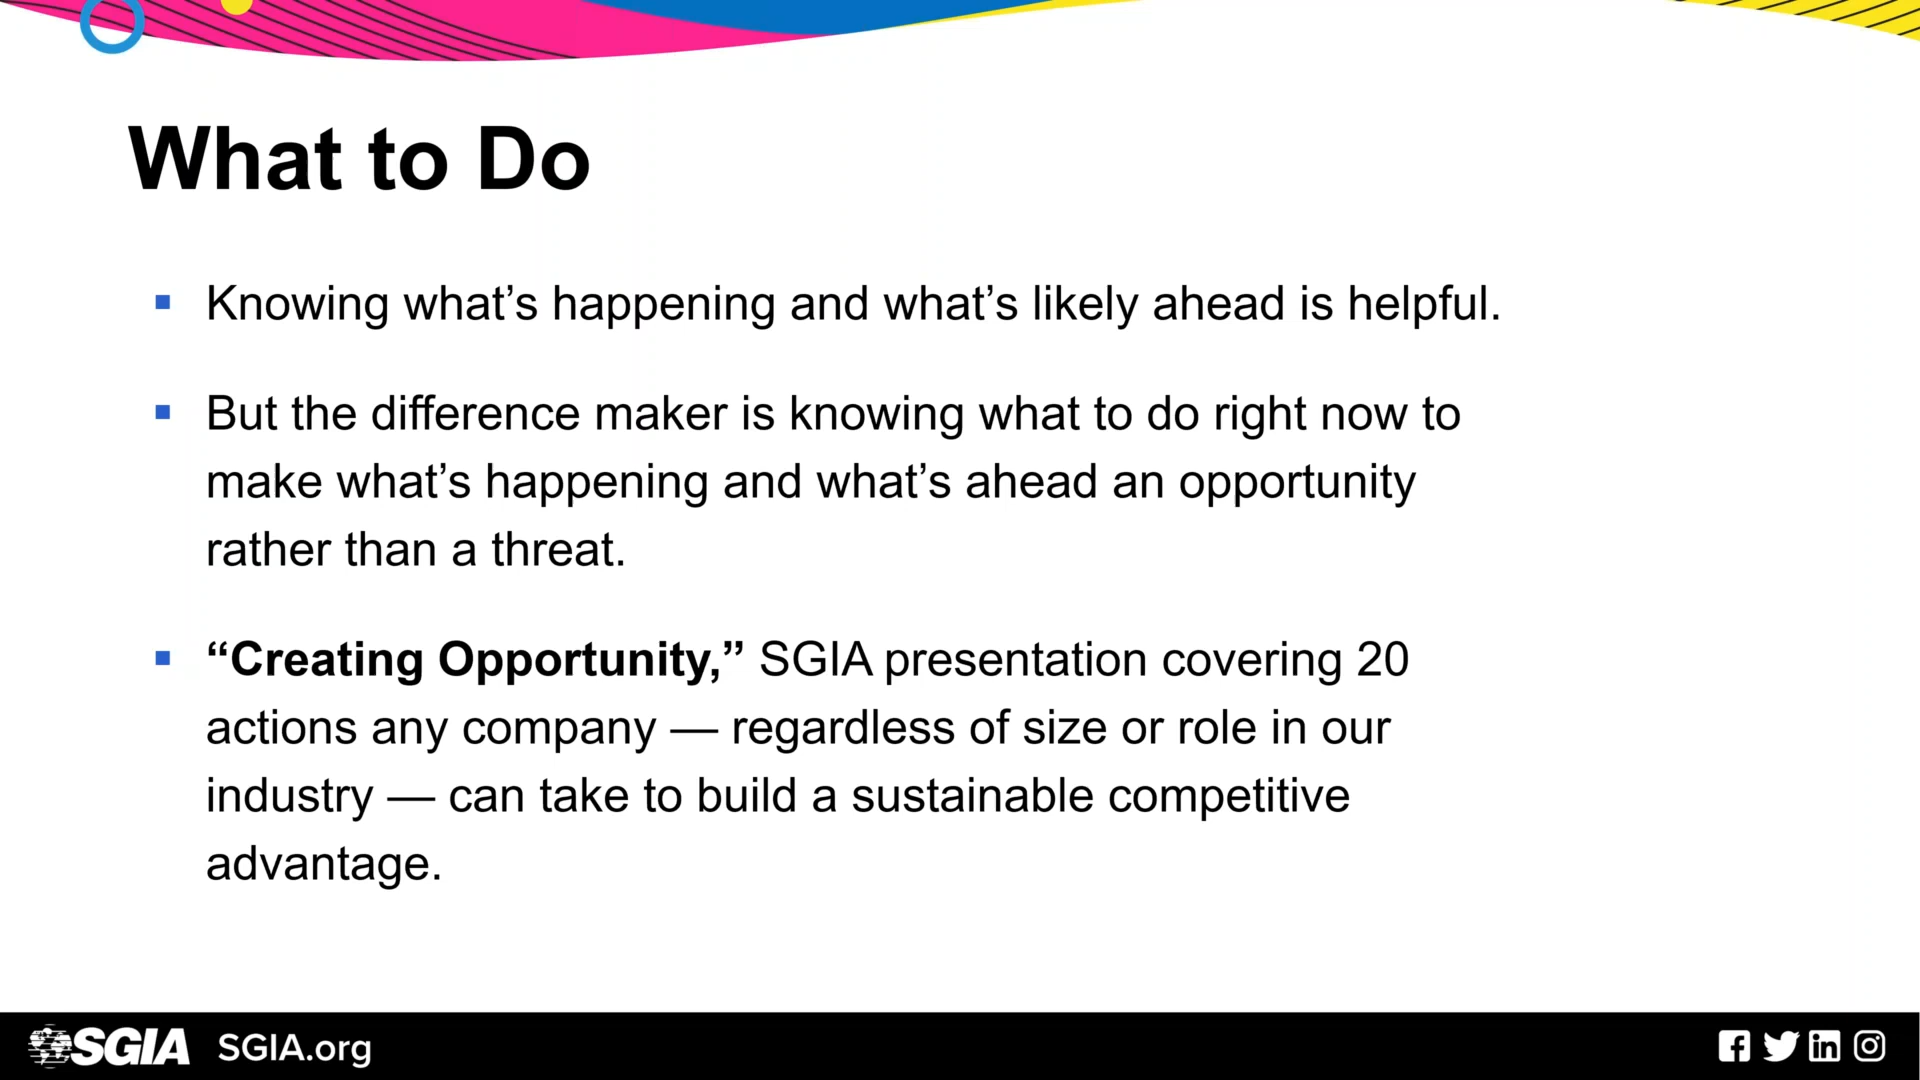 What to Do
Knowing what’s happening and what’s likely ahead is helpful.
But the difference maker is knowing what to do right now to
make what’s happening and what’s ahead an opportunity
rather than a threat.
“Creating Opportunity,” SGIA presentation covering 20
actions any company — regardless of size or role in our
industry — can take to build a sustainable competitive
advantage.
SGIA SGIA.org